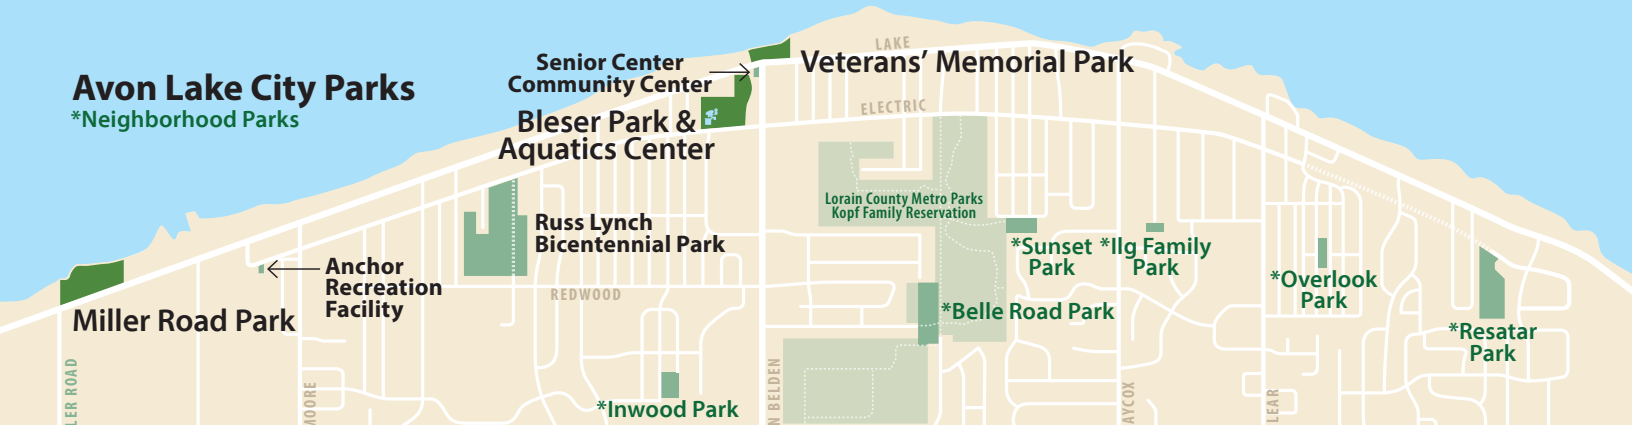 Avon Lake City Parks
*Neighborhood Parks
Senior Center
Community Center
Bleser Park &
Aquatics Center
Veterans’ Memorial Park
LAKE
ELECTRIC
Lorain County Metro Parks
Kopf Family Reservation
Russ Lynch
Bicentennial Park
Anchor
Recreation
Facility
Miller Road Park
REDWOOD
*Sunset
Park
*Ilg Family
Park
*Overlook
Park
*Belle Road Park
*Resatar
Park
*Inwood Park
LER ROAD
MOORE
N BELDEN
AYCOX
LEAR